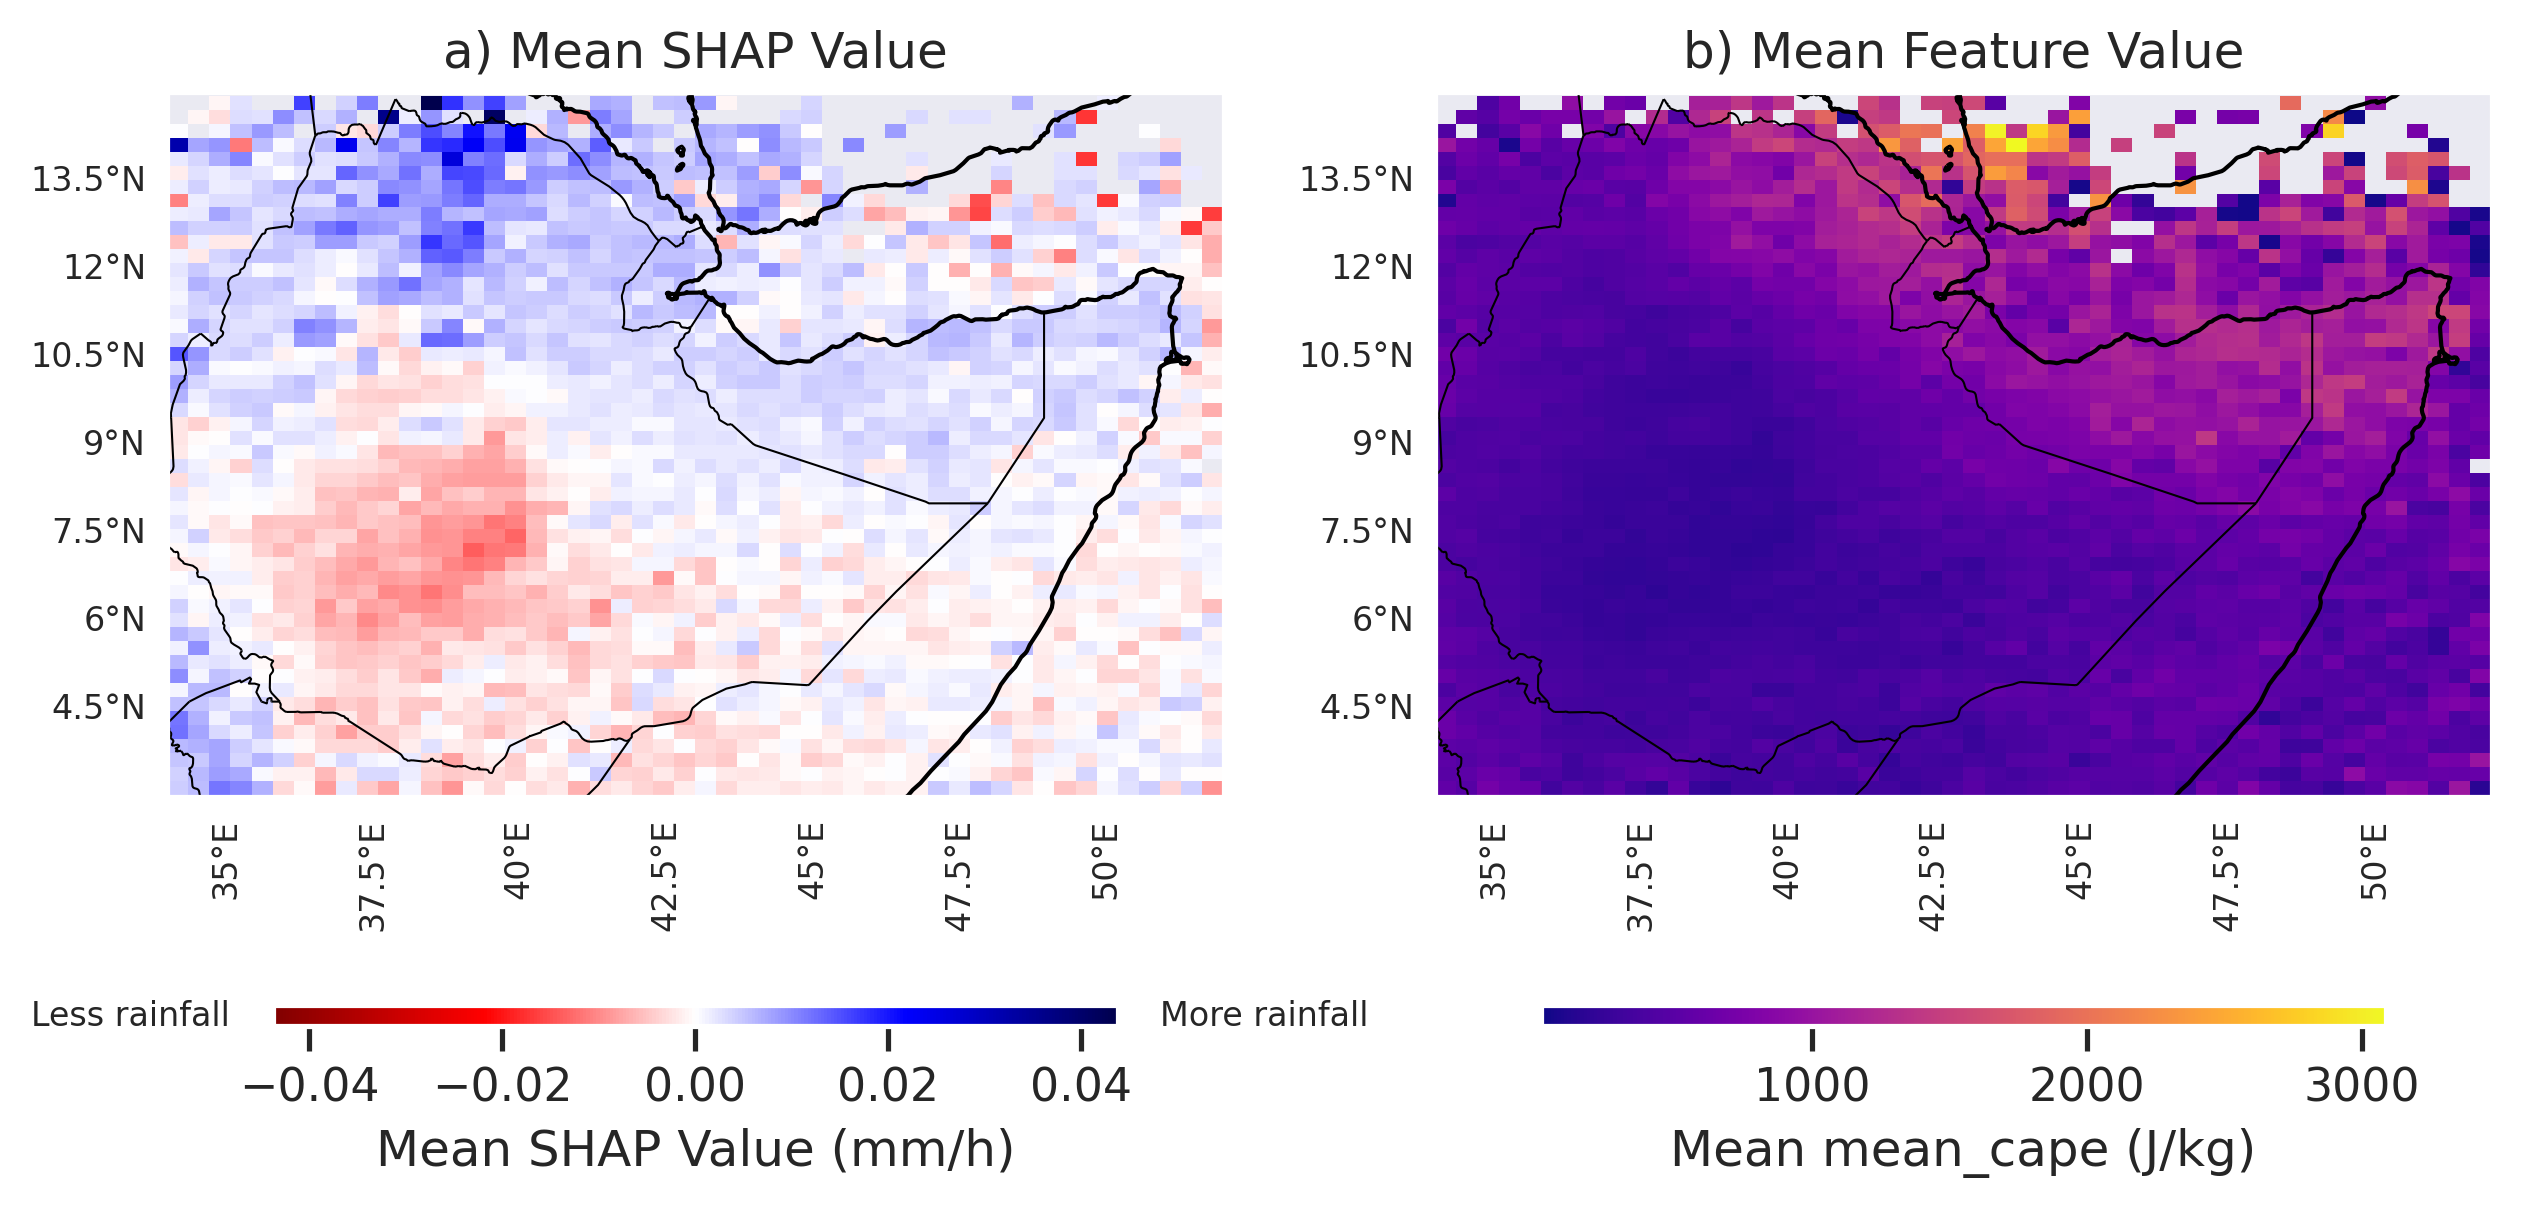 a) Mean SHAP Value
13.5°N
12°N
10.5°N
9°N
7.5°N
6°N
4.5°N
35°E
37.5°E
40°E
42.5°E
45°E
47.5°E
50°E
Less rainfall
More rainfall
−0.04
−0.02
0.00
0.02
0.04
Mean SHAP Value (mm/h)
b) Mean Feature Value
13.5°N
12°N
10.5°N
9°N
7.5°N
6°N
4.5°N
35°E
37.5°E
40°E
42.5°E
45°E
47.5°E
50°E
1000
2000
3000
Mean mean_cape (J/kg)